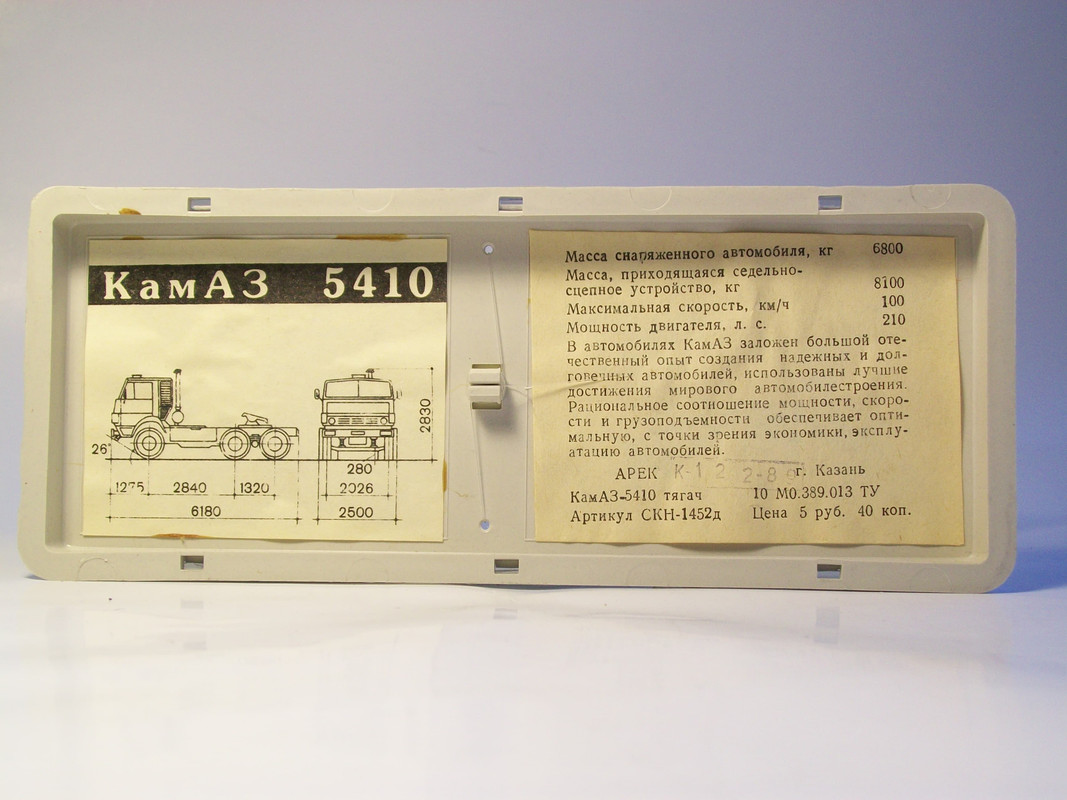 КамАЗ 5410
2830
26°
280
1275 2840 1320 2026
6180 2500
Масса снаряженного автомобиля, кг 6800
Масса, приходящаяся седельно-
сцепное устройство, кг 8100
Максимальная скорость, км/ч 100
Мощность двигателя, л. с. 210
В автомобилях КамАЗ заложен большой оте-
чественный опыт создания надежных и дол-
говечных автомобилей, использованы лучшие
достижения мирового автомобилестроения.
Рациональное соотношение мощности, скоро-
сти и грузоподъемности обеспечивает опти-
мальную, с точки зрения экономики, эксплу-
атацию автомобилей.
АРЕК К-12 2-89 г. Казань
КамАЗ-5410 тягач 10 М0.389.013 ТУ
Артикул СКН-1452д Цена 5 руб. 40 коп.